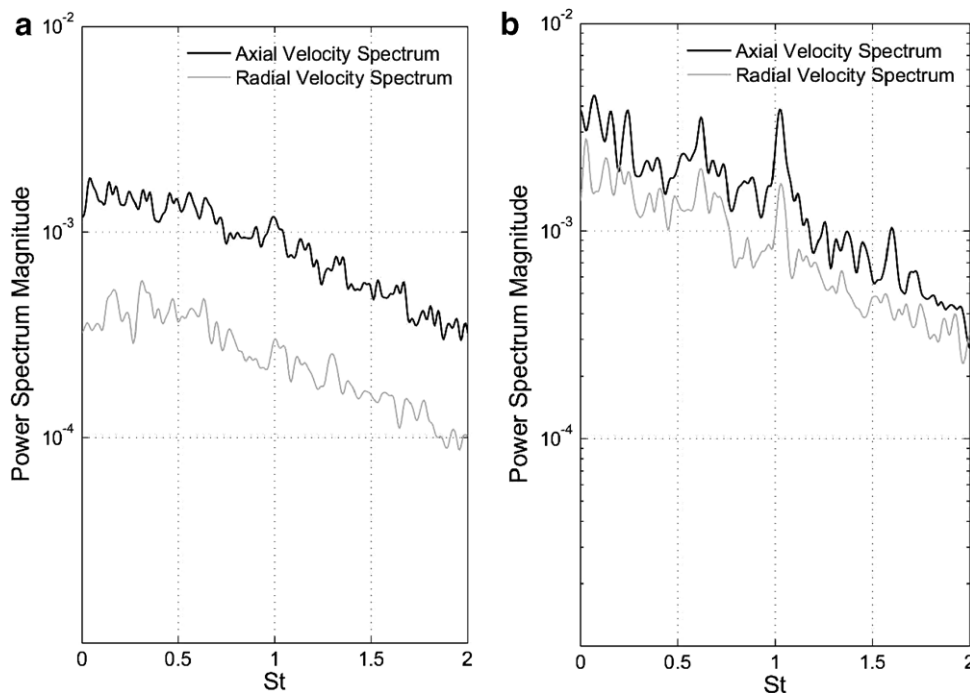 a
10^-2
Axial Velocity Spectrum
Radial Velocity Spectrum
10^-3
10^-4
Power Spectrum Magnitude
0 0.5 1 1.5 2
St
b
10^-2
Axial Velocity Spectrum
Radial Velocity Spectrum
10^-3
10^-4
Power Spectrum Magnitude
0 0.5 1 1.5 2
St